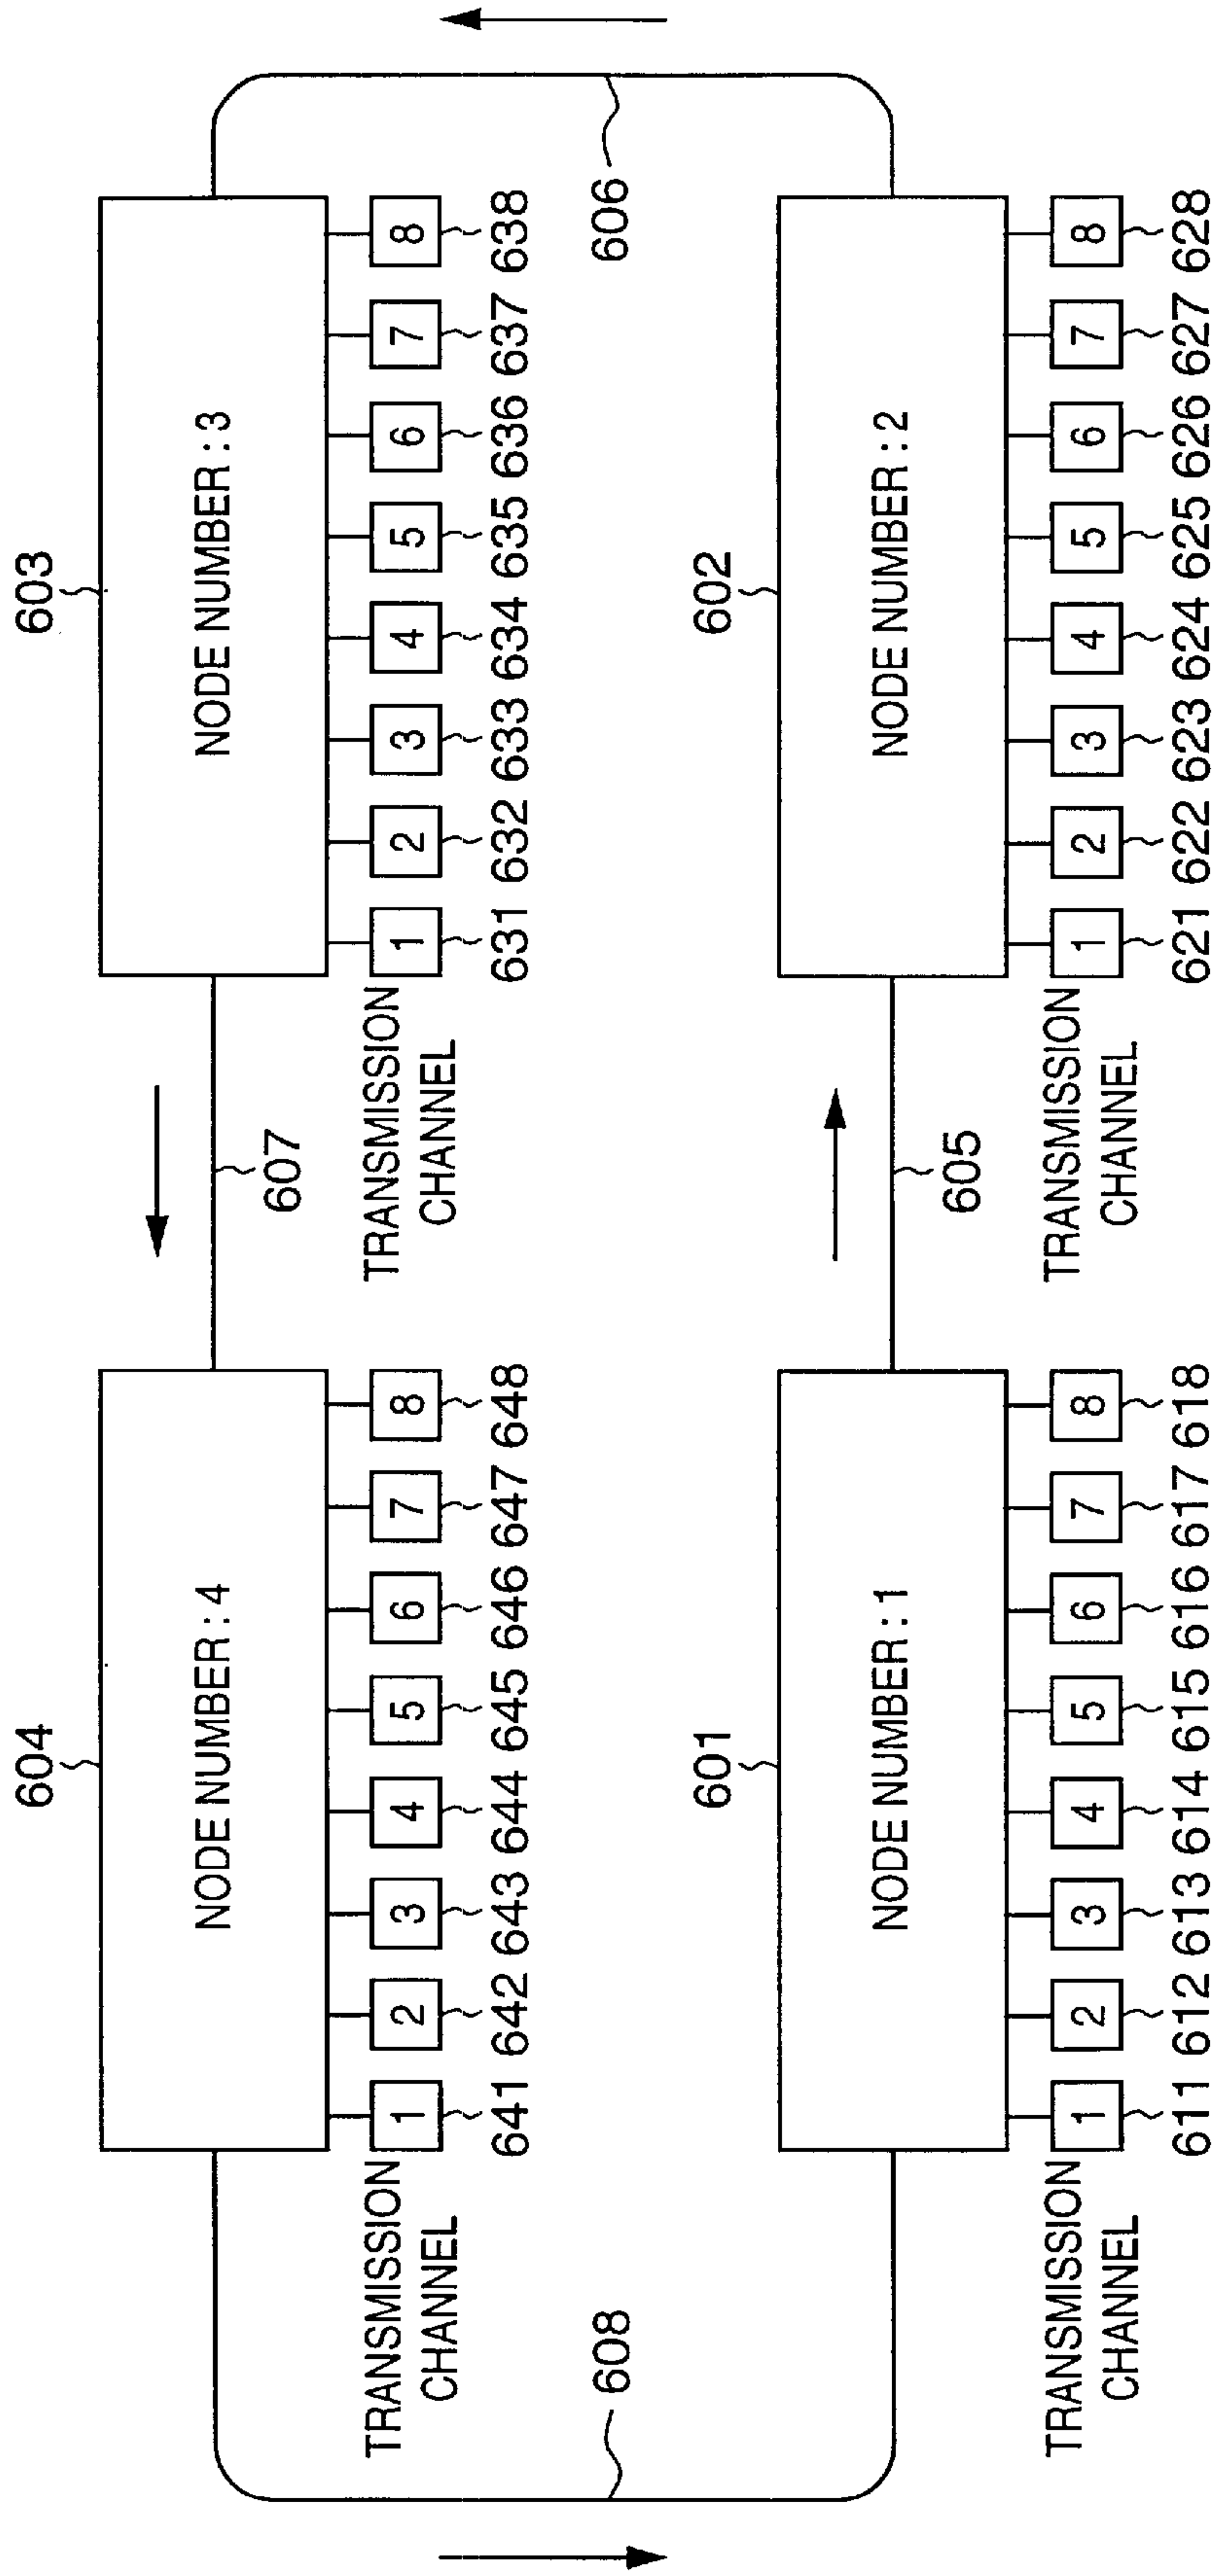 604
NODE NUMBER : 4
1 2 3 4 5 6 7 8
641 642 643 644 645 646 647 648
TRANSMISSION
CHANNEL
603
NODE NUMBER : 3
1 2 3 4 5 6 7 8
631 632 633 634 635 636 637 638
TRANSMISSION
CHANNEL
607
608
606
601
NODE NUMBER : 1
1 2 3 4 5 6 7 8
611 612 613 614 615 616 617 618
TRANSMISSION
CHANNEL
602
NODE NUMBER : 2
1 2 3 4 5 6 7 8
621 622 623 624 625 626 627 628
TRANSMISSION
CHANNEL
605